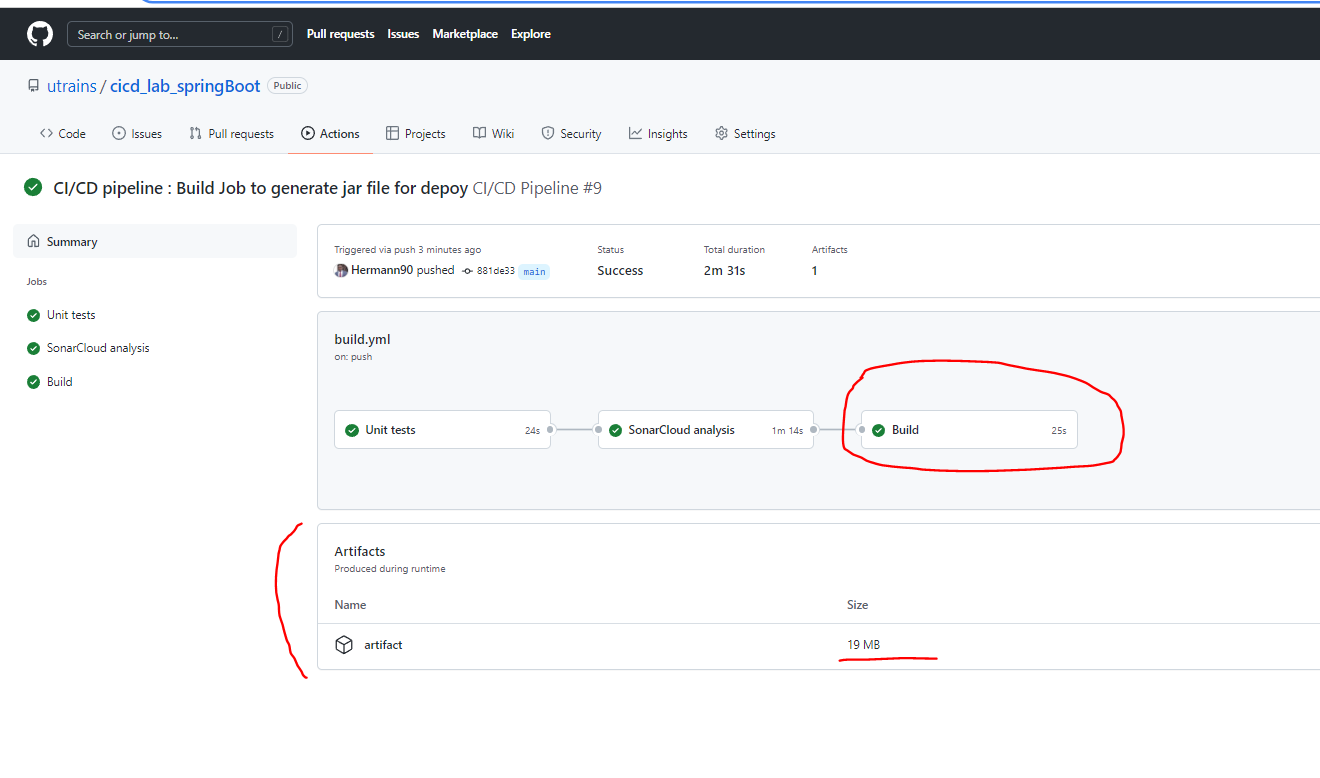 Search or jump to... /
Pull requests Issues Marketplace Explore
utrains / cicd_lab_springBoot Public
Code Issues Pull requests Actions Projects Wiki Security Insights Settings
CI/CD pipeline : Build Job to generate jar file for depoy CI/CD Pipeline #9
Summary
Jobs
Unit tests
SonarCloud analysis
Build
Triggered via push 3 minutes ago Status Total duration Artifacts
Hermann90 pushed 881de33 main Success 2m 31s 1
build.yml
on: push
Unit tests 24s SonarCloud analysis 1m 14s Build 25s
Artifacts
Produced during runtime
Name Size
artifact 19 MB